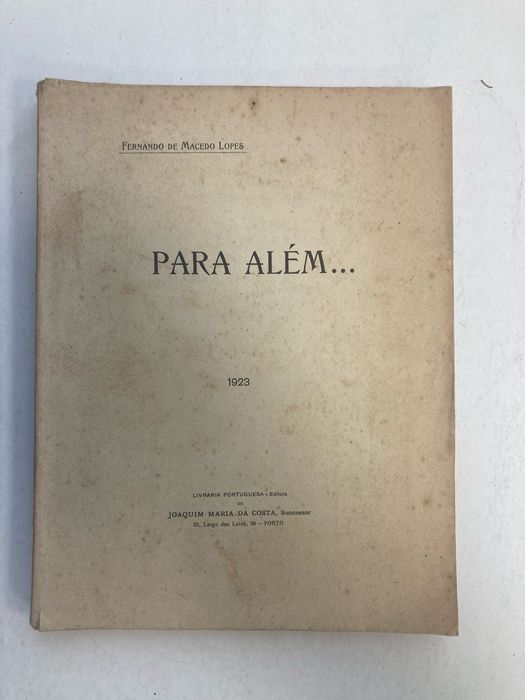 Fernando de Macedo Lopes
PARA ALÉM...
1923
LIVRARIA PORTUGUESA - Editora
DE
JOAQUIM MARIA DA COSTA, Successor
55, Largo dos Loios, 56 — PORTO